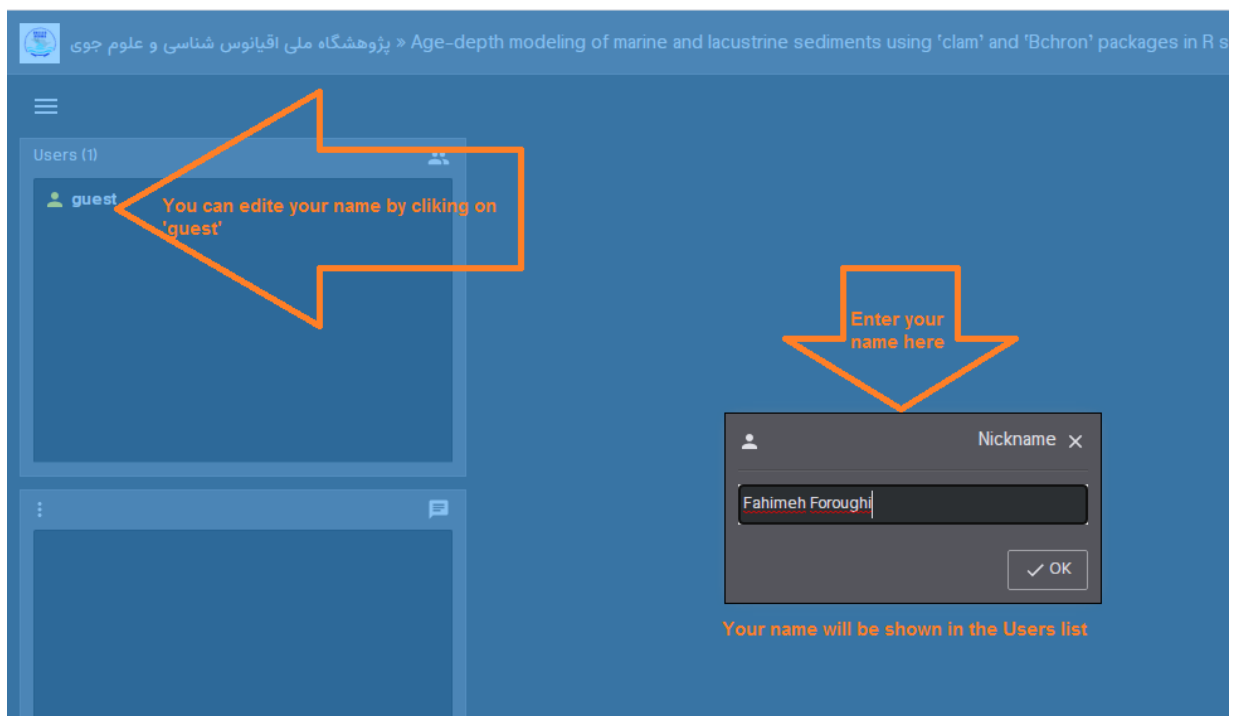 پژوهشگاه ملی اقیانوس شناسی و علوم جوی » Age-depth modeling of marine and lacustrine sediments using 'clam' and 'Bchron' packages in R s
Users (1)
guest
You can edite your name by cliking on
'guest'
Enter your
name here
Nickname
Fahimeh Foroughi
OK
Your name will be shown in the Users list